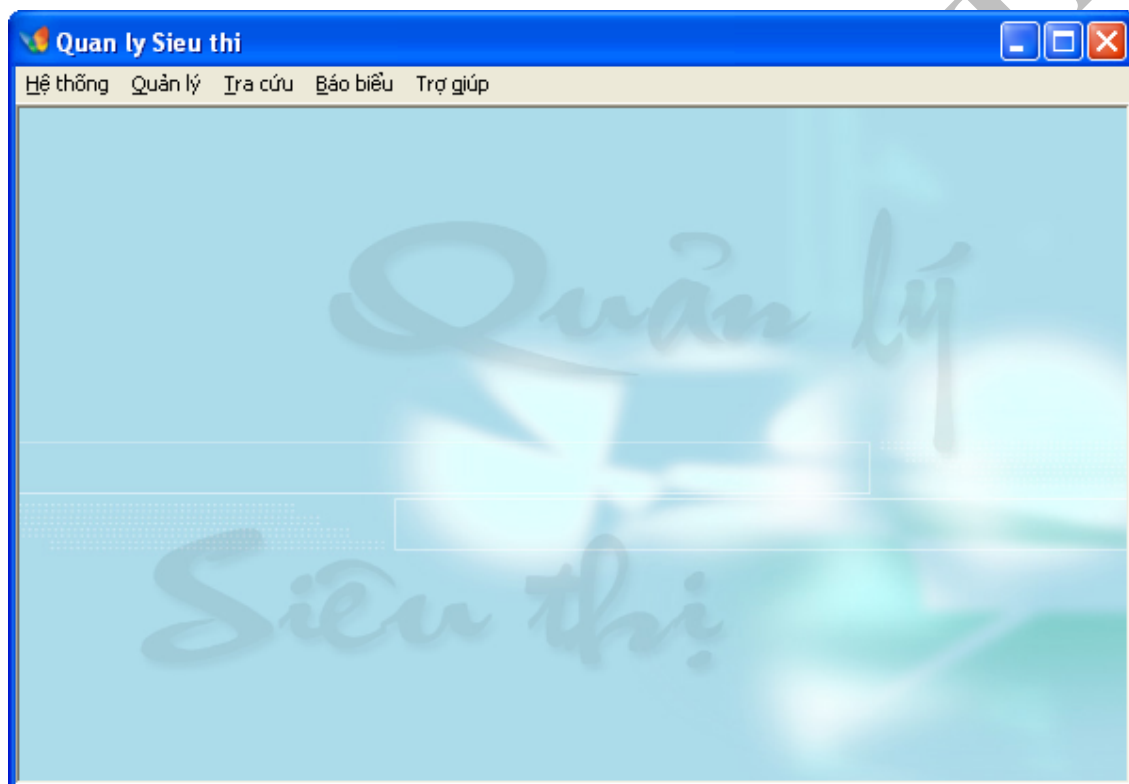 Quan ly Sieu thi
Hệ thống Quản lý Tra cứu Báo biểu Trợ giúp
Quản lý
Siêu thị